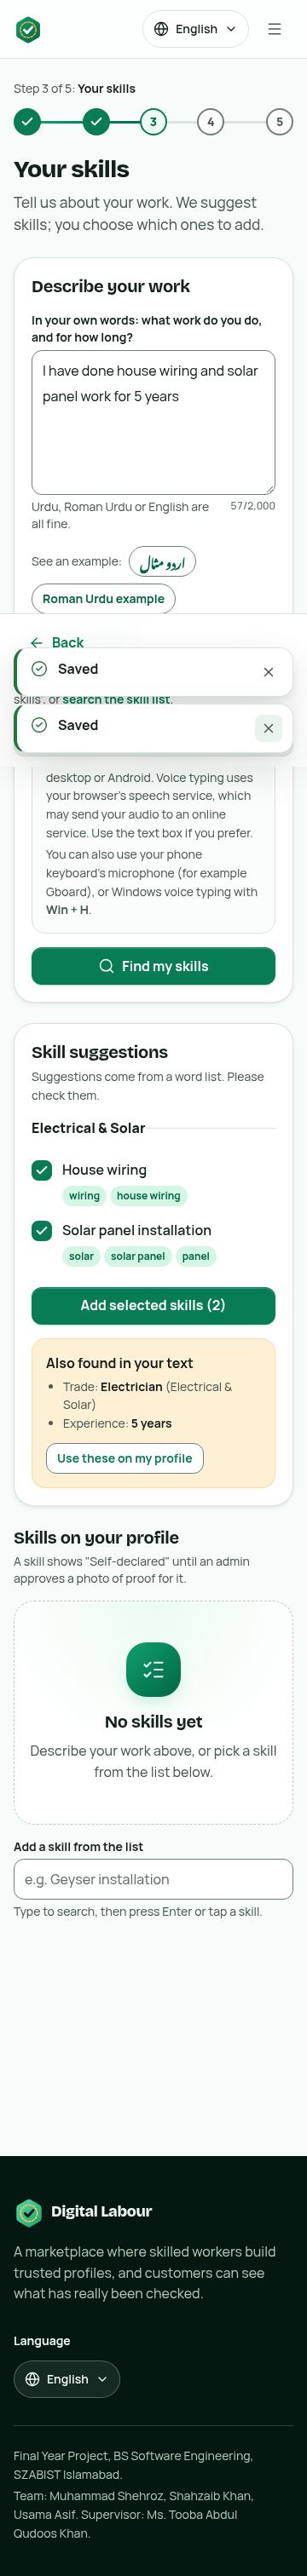 English
Step 3 of 5: Your skills
3
4
5
Your skills
Tell us about your work. We suggest
skills; you choose which ones to add.
Describe your work
In your own words: what work do you do,
and for how long?
I have done house wiring and solar
panel work for 5 years
Urdu, Roman Urdu or English are
all fine.
57/2,000
See an example:
اردو مثال
Roman Urdu example
Back
Saved
skills , or search the skill list.
Saved
desktop or Android. Voice typing uses
your browser's speech service, which
may send your audio to an online
service. Use the text box if you prefer.
You can also use your phone
keyboard's microphone (for example
Gboard), or Windows voice typing with
Win + H.
Find my skills
Skill suggestions
Suggestions come from a word list. Please
check them.
Electrical & Solar
House wiring
wiring
house wiring
Solar panel installation
solar
solar panel
panel
Add selected skills (2)
Also found in your text
Trade: Electrician (Electrical &
Solar)
Experience: 5 years
Use these on my profile
Skills on your profile
A skill shows "Self-declared" until an admin
approves a photo of proof for it.
No skills yet
Describe your work above, or pick a skill
from the list below.
Add a skill from the list
e.g. Geyser installation
Type to search, then press Enter or tap a skill.
Digital Labour
A marketplace where skilled workers build
trusted profiles, and customers can see
what has really been checked.
Language
English
Final Year Project, BS Software Engineering,
SZABIST Islamabad.
Team: Muhammad Shehroz, Shahzaib Khan,
Usama Asif. Supervisor: Ms. Tooba Abdul
Qudoos Khan.